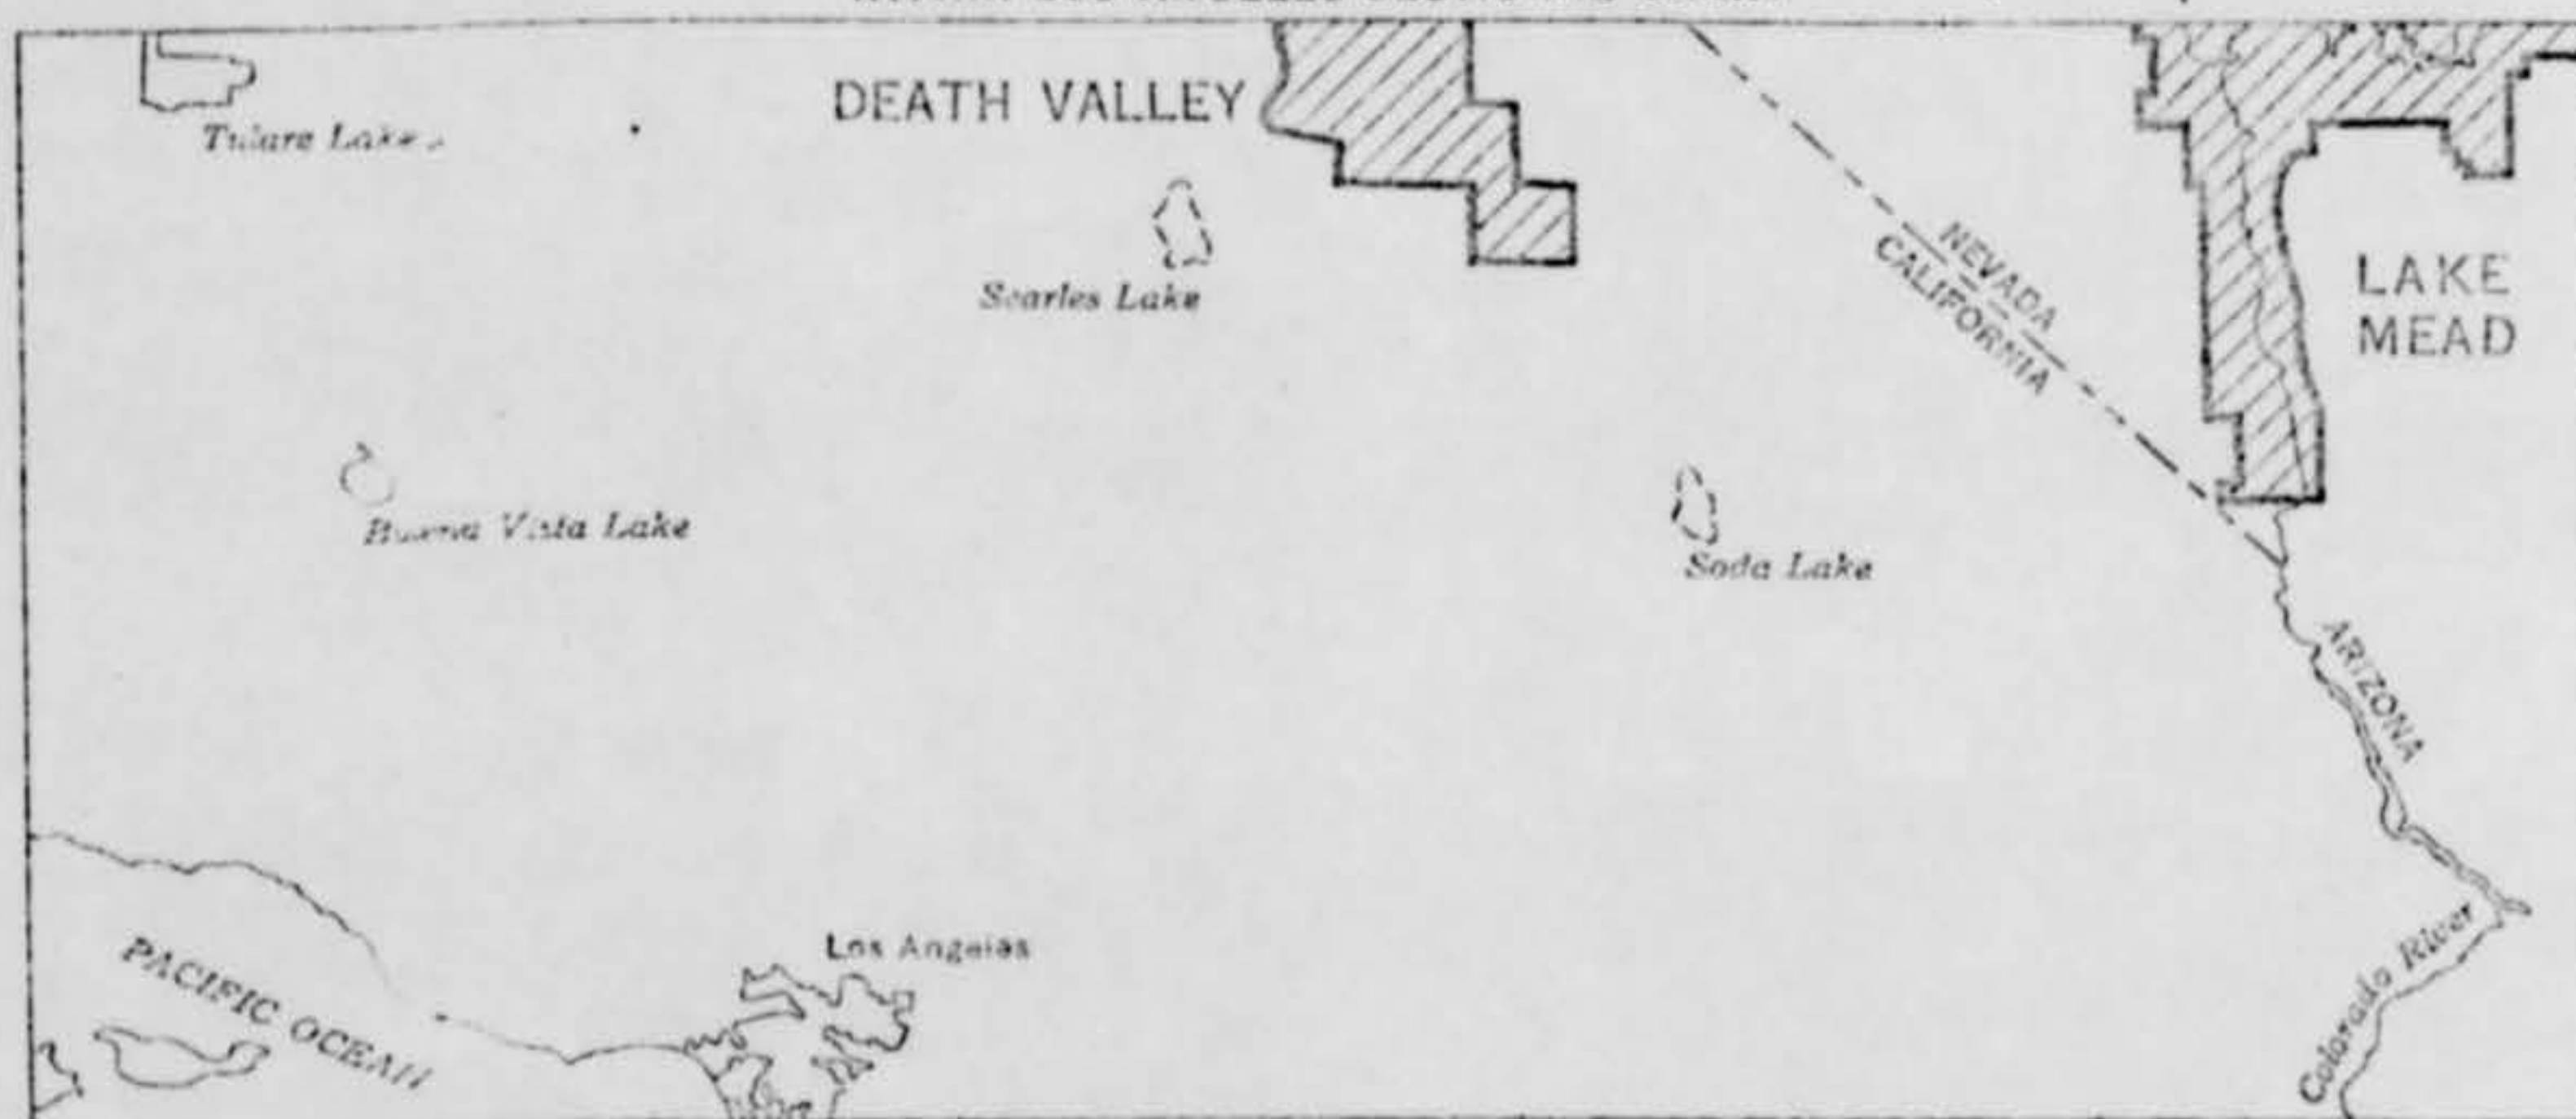 DEATH VALLEY
Tulare Lake
Searles Lake
NEVADA
CALIFORNIA
LAKE
MEAD
Buena Vista Lake
Soda Lake
ARIZONA
Los Angeles
PACIFIC OCEAN
Colorado River